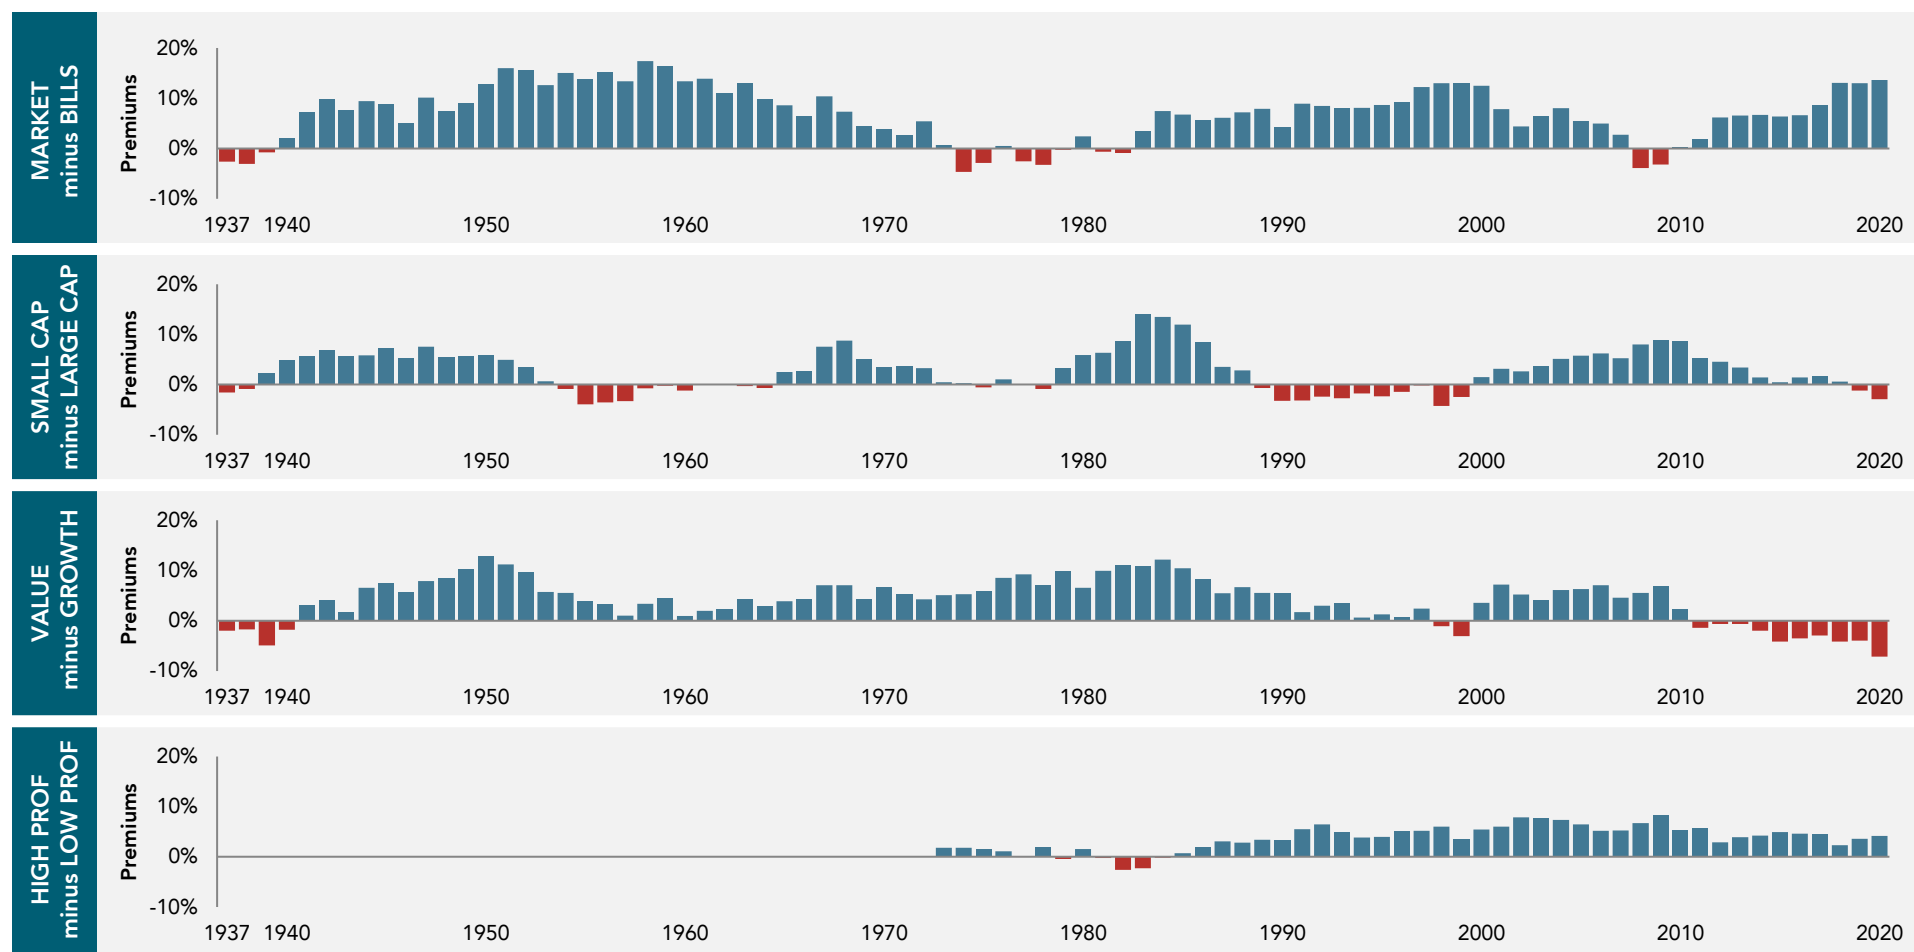 MARKET
minus BILLS
Premiums
20%
10%
0%
-10%
1937 1940 1950 1960 1970 1980 1990 2000 2010 2020
SMALL CAP
minus LARGE CAP
Premiums
20%
10%
0%
-10%
1937 1940 1950 1960 1970 1980 1990 2000 2010 2020
VALUE
minus GROWTH
Premiums
20%
10%
0%
-10%
1937 1940 1950 1960 1970 1980 1990 2000 2010 2020
HIGH PROF
minus LOW PROF
Premiums
20%
10%
0%
-10%
1937 1940 1950 1960 1970 1980 1990 2000 2010 2020